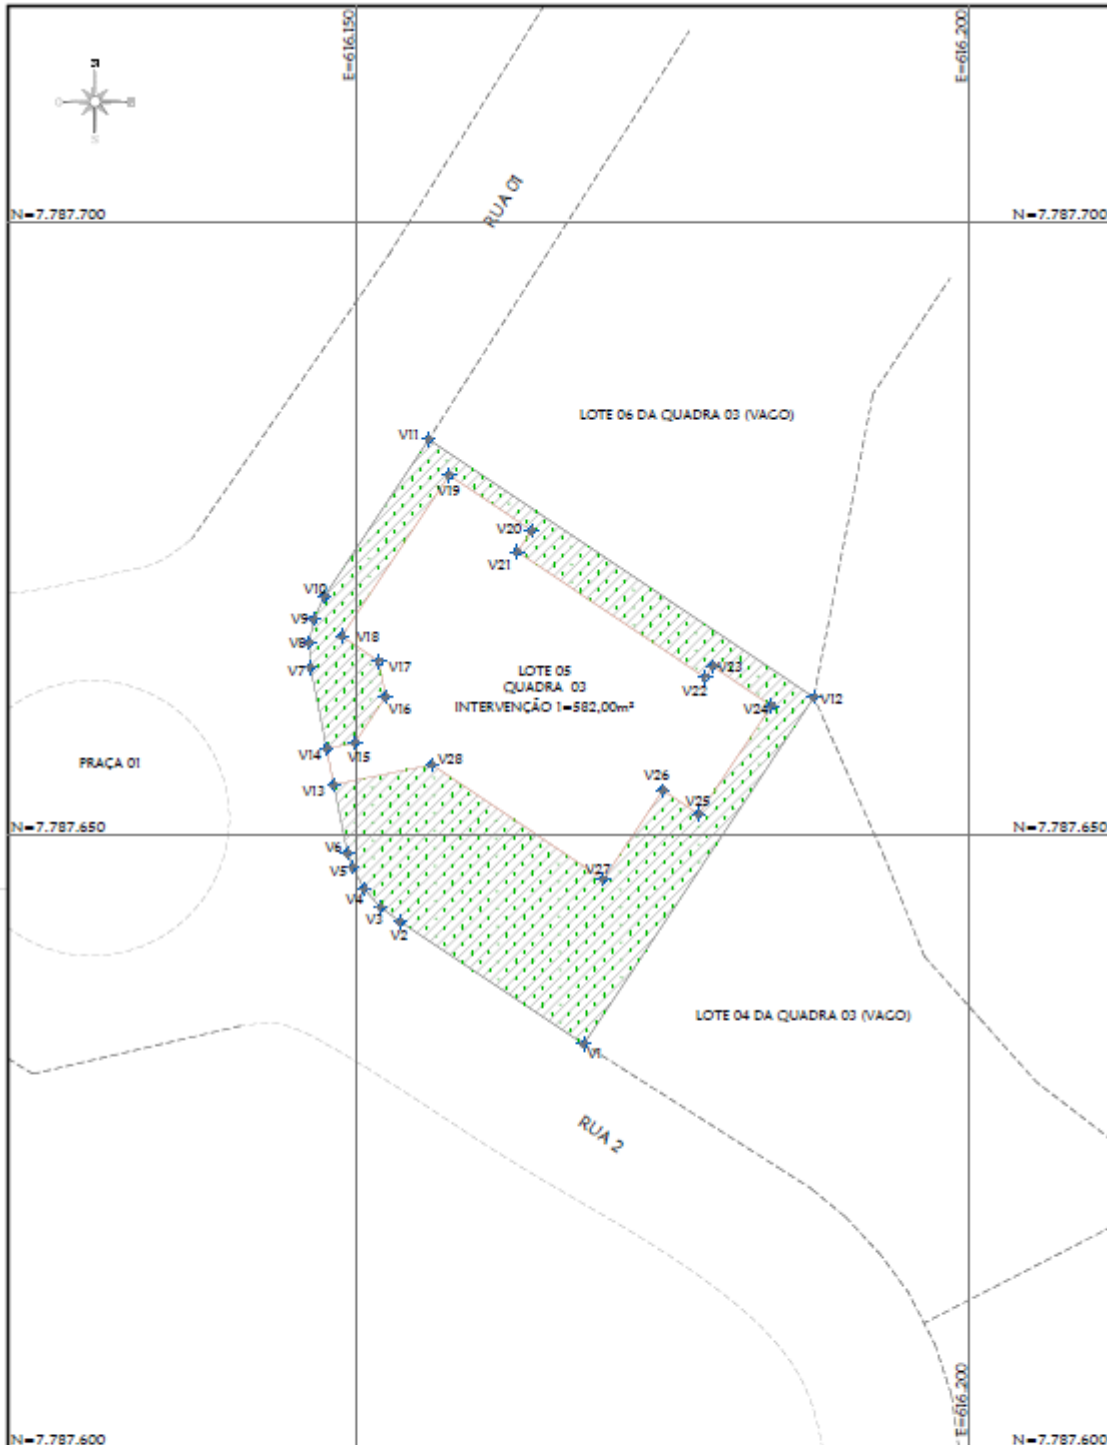 E=616.150
E=616.200
N
O
E
S
RUA 01
N=7.787.700
N=7.787.700
LOTE 06 DA QUADRA 03 (VAGO)
V11
V19
V20
V21
V10
V9
V18
V8
V7
V17
V23
V22
LOTE 05
QUADRA 03
INTERVENÇÃO 1=582,00m²
V16
V24
V12
V14
V15
PRAÇA 01
V28
V13
V26
V25
N=7.787.650
N=7.787.650
V6
V5
V27
V4
V3
V2
LOTE 04 DA QUADRA 03 (VAGO)
V1
RUA 2
E=616.200
N=7.787.600
N=7.787.600